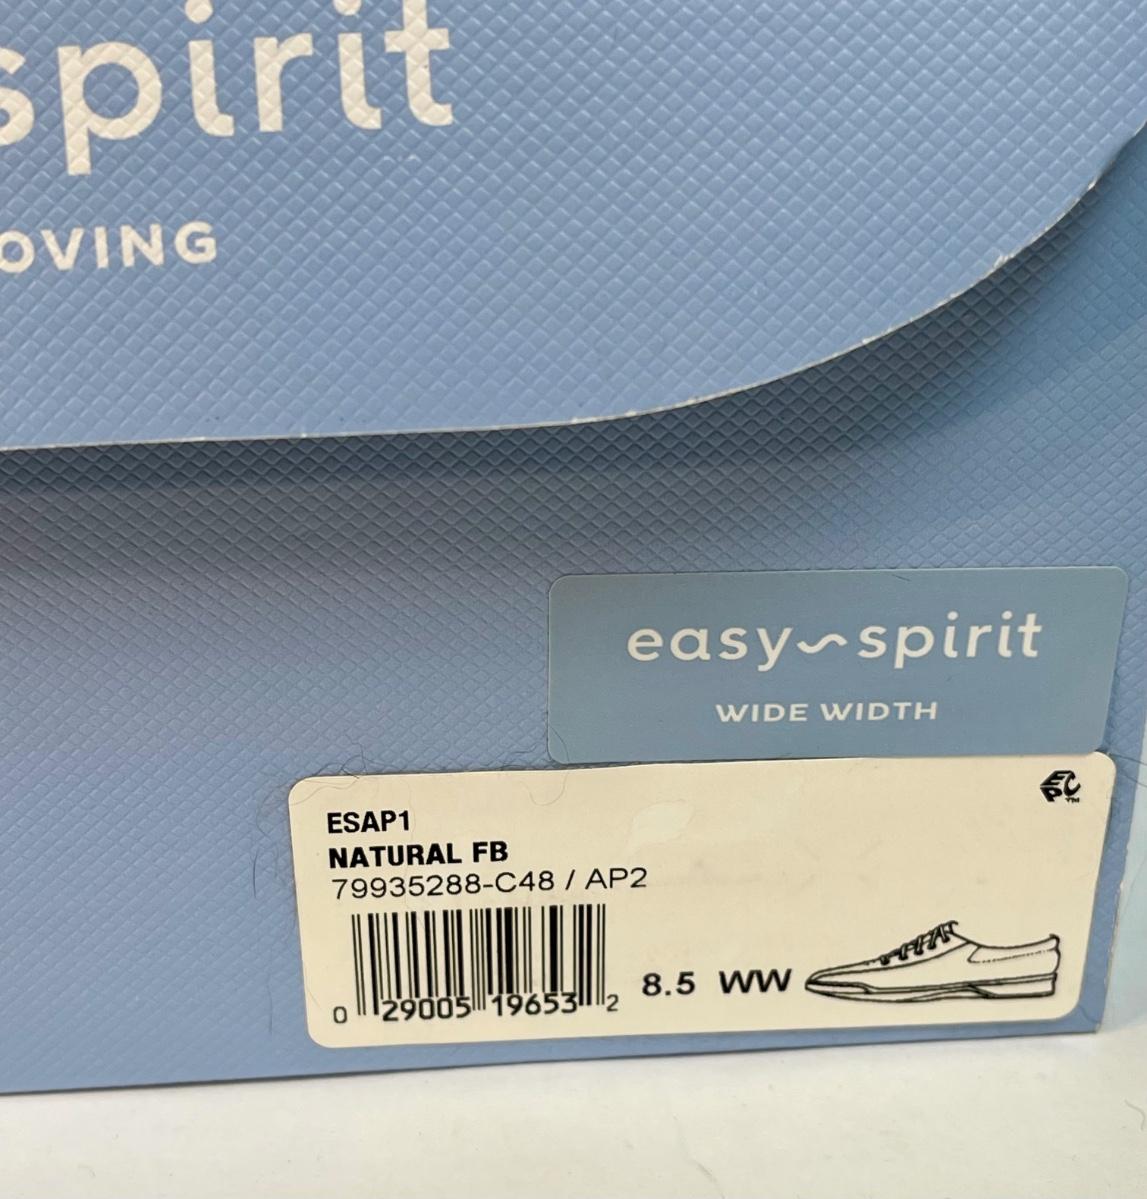 spirit
OVING
easy~spirit
WIDE WIDTH
EPC™
ESAP1
NATURAL FB
79935288-C48 / AP2
8.5 WW
0 29005 19653 2